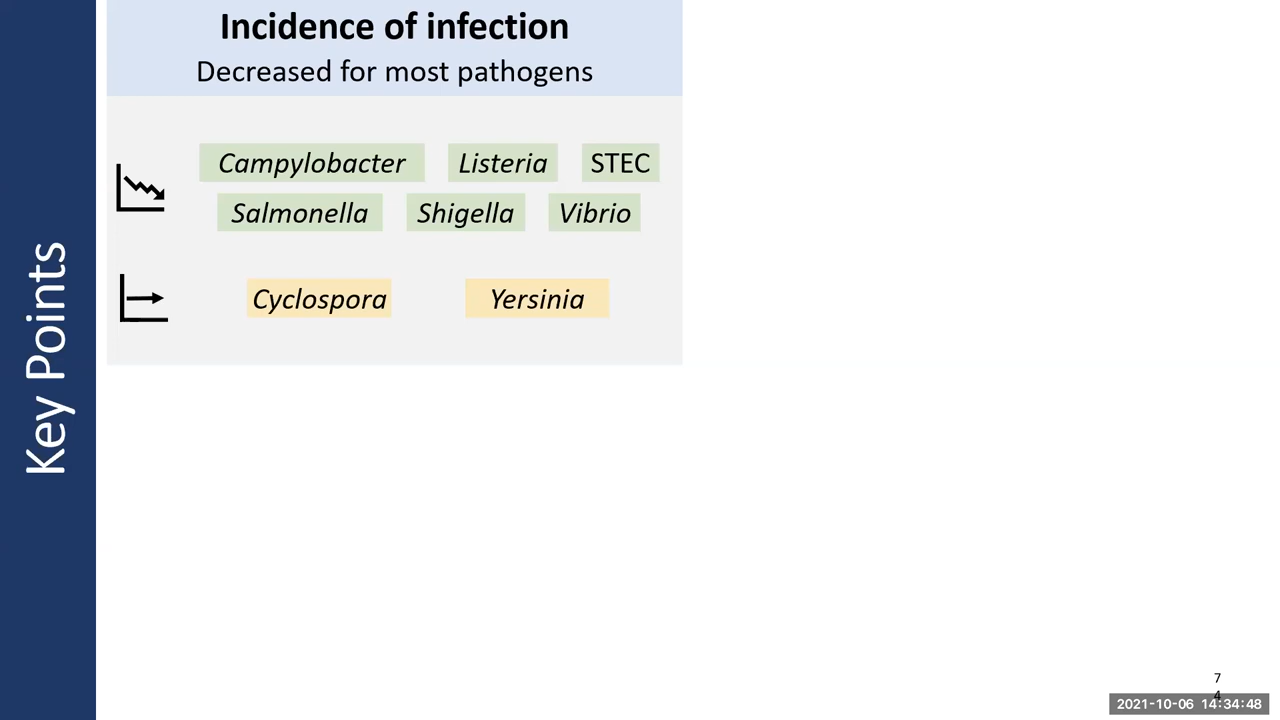 Key Points
Incidence of infection
Decreased for most pathogens
Campylobacter Listeria STEC
Salmonella Shigella Vibrio
Cyclospora Yersinia
7
4
2021-10-06 14:34:48